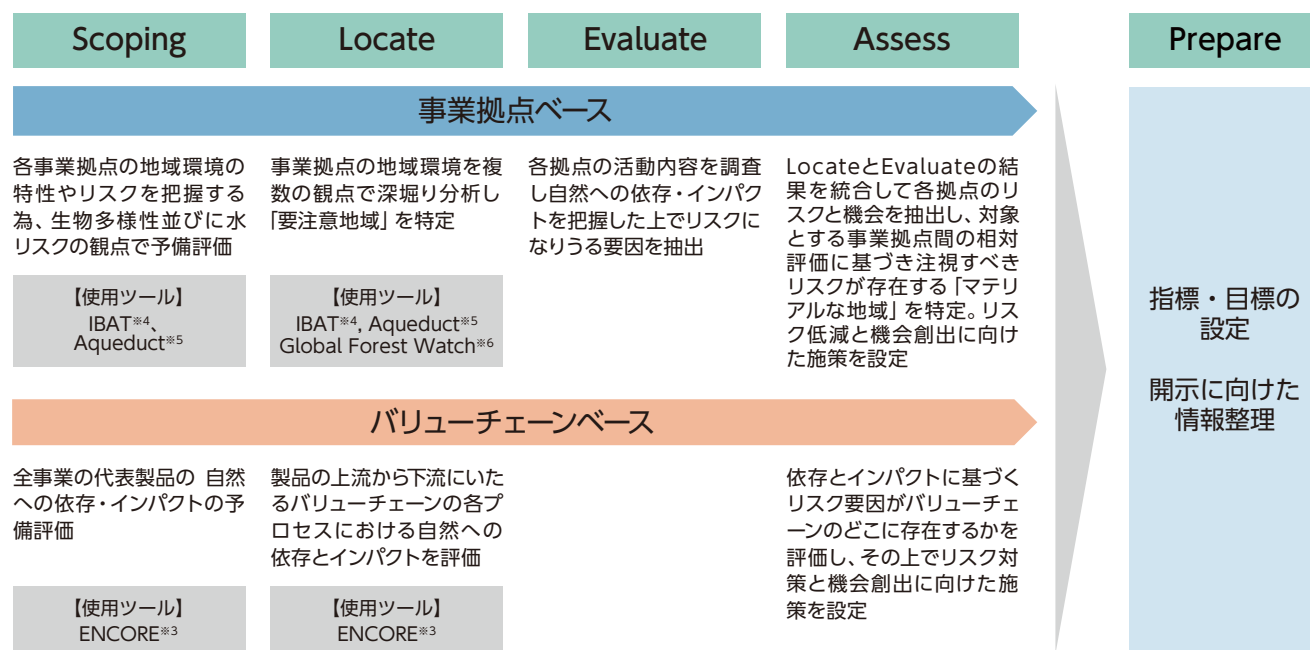 Scoping
Locate
Evaluate
Assess
Prepare
事業拠点ベース
各事業拠点の地域環境の
特性やリスクを把握する
為、生物多様性並びに水
リスクの観点で予備評価
【使用ツール】
IBAT※4、
Aqueduct※5
事業拠点の地域環境を複
数の観点で深堀り分析し
「要注意地域」を特定
【使用ツール】
IBAT※4, Aqueduct※5
Global Forest Watch※6
各拠点の活動内容を調査
し自然への依存・インパク
トを把握した上でリスクに
なりうる要因を抽出
LocateとEvaluateの結
果を統合して各拠点のリ
スクと機会を抽出し、対象
とする事業拠点間の相対
評価に基づき注視すべき
リスクが存在する「マテリ
アルな地域」を特定。リス
ク低減と機会創出に向け
た施策を設定
バリューチェーンベース
全事業の代表製品の 自然
への依存・インパクトの予
備評価
【使用ツール】
ENCORE※3
製品の上流から下流にいた
るバリューチェーンの各プ
ロセスにおける自然への
依存とインパクトを評価
【使用ツール】
ENCORE※3
依存とインパクトに基づく
リスク要因がバリューチェ
ーンのどこに存在するかを
評価し、その上でリスク対
策と機会創出に向けた施
策を設定
指標・目標の
設定
開示に向けた
情報整理